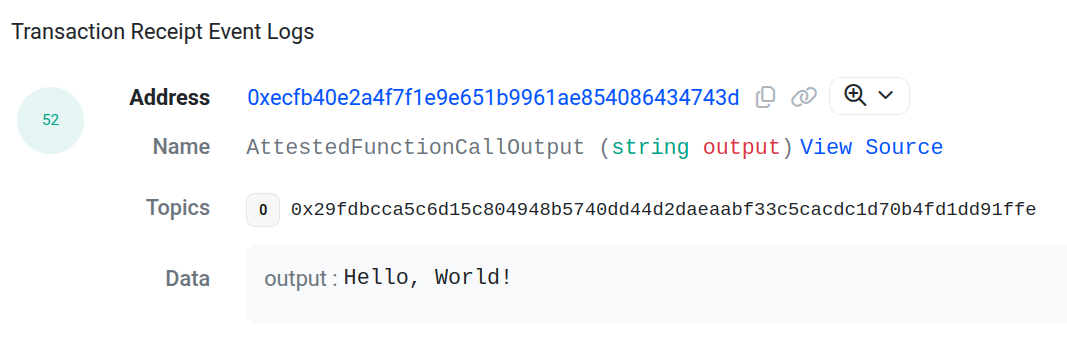 Transaction Receipt Event Logs
52
Address 0xecfb40e2a4f7f1e9e651b9961ae854086434743d
Name AttestedFunctionCallOutput (string output) View Source
Topics 0 0x29fdbcca5c6d15c804948b5740dd44d2daeaabf33c5cacdc1d70b4fd1dd91ffe
Data output : Hello, World!